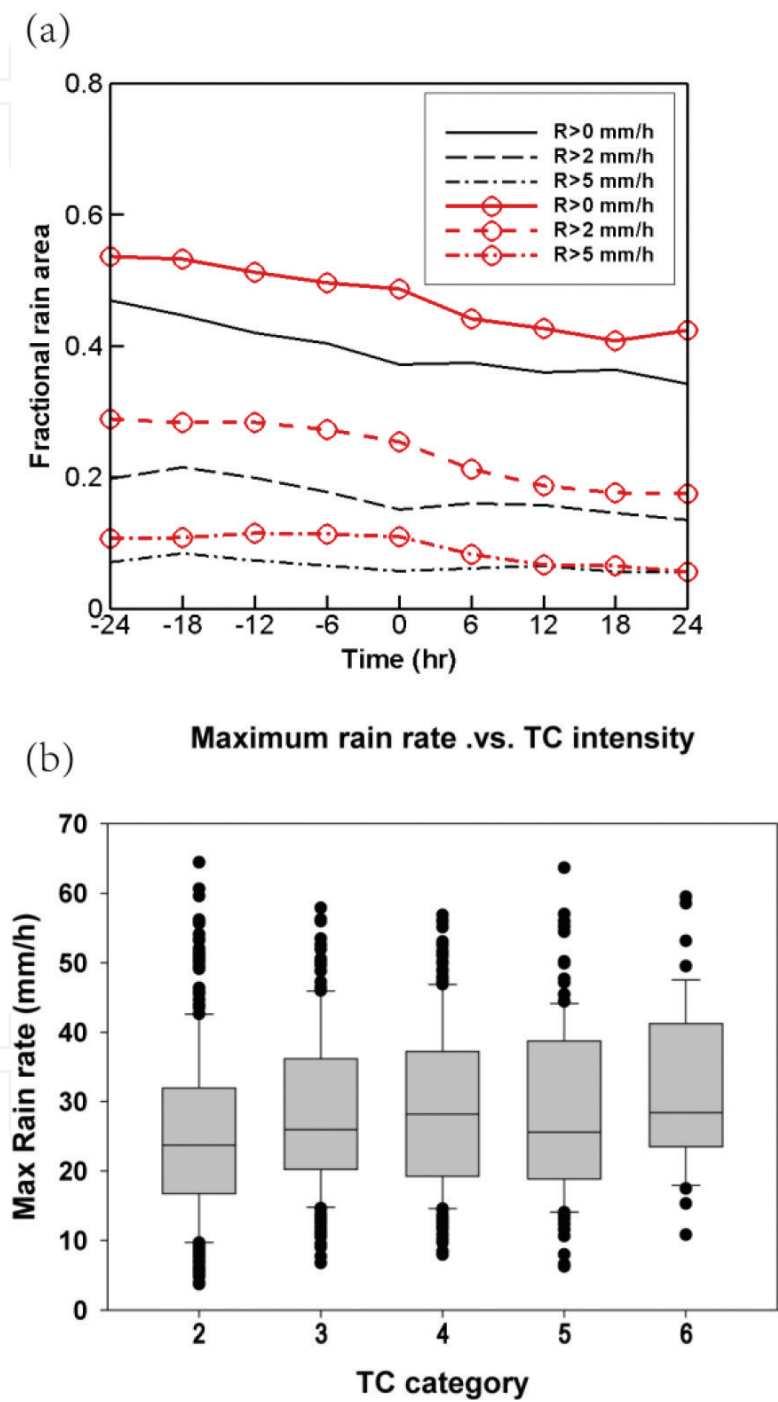 (a)
0.8
R>0 mm/h
R>2 mm/h
R>5 mm/h
R>0 mm/h
R>2 mm/h
R>5 mm/h
0.6
0.4
0.2
0
Fractional rain area
-24 -18 -12 -6 0 6 12 18 24
Time (hr)
Maximum rain rate .vs. TC intensity
(b)
70
60
50
40
30
20
10
0
Max Rain rate (mm/h)
2 3 4 5 6
TC category